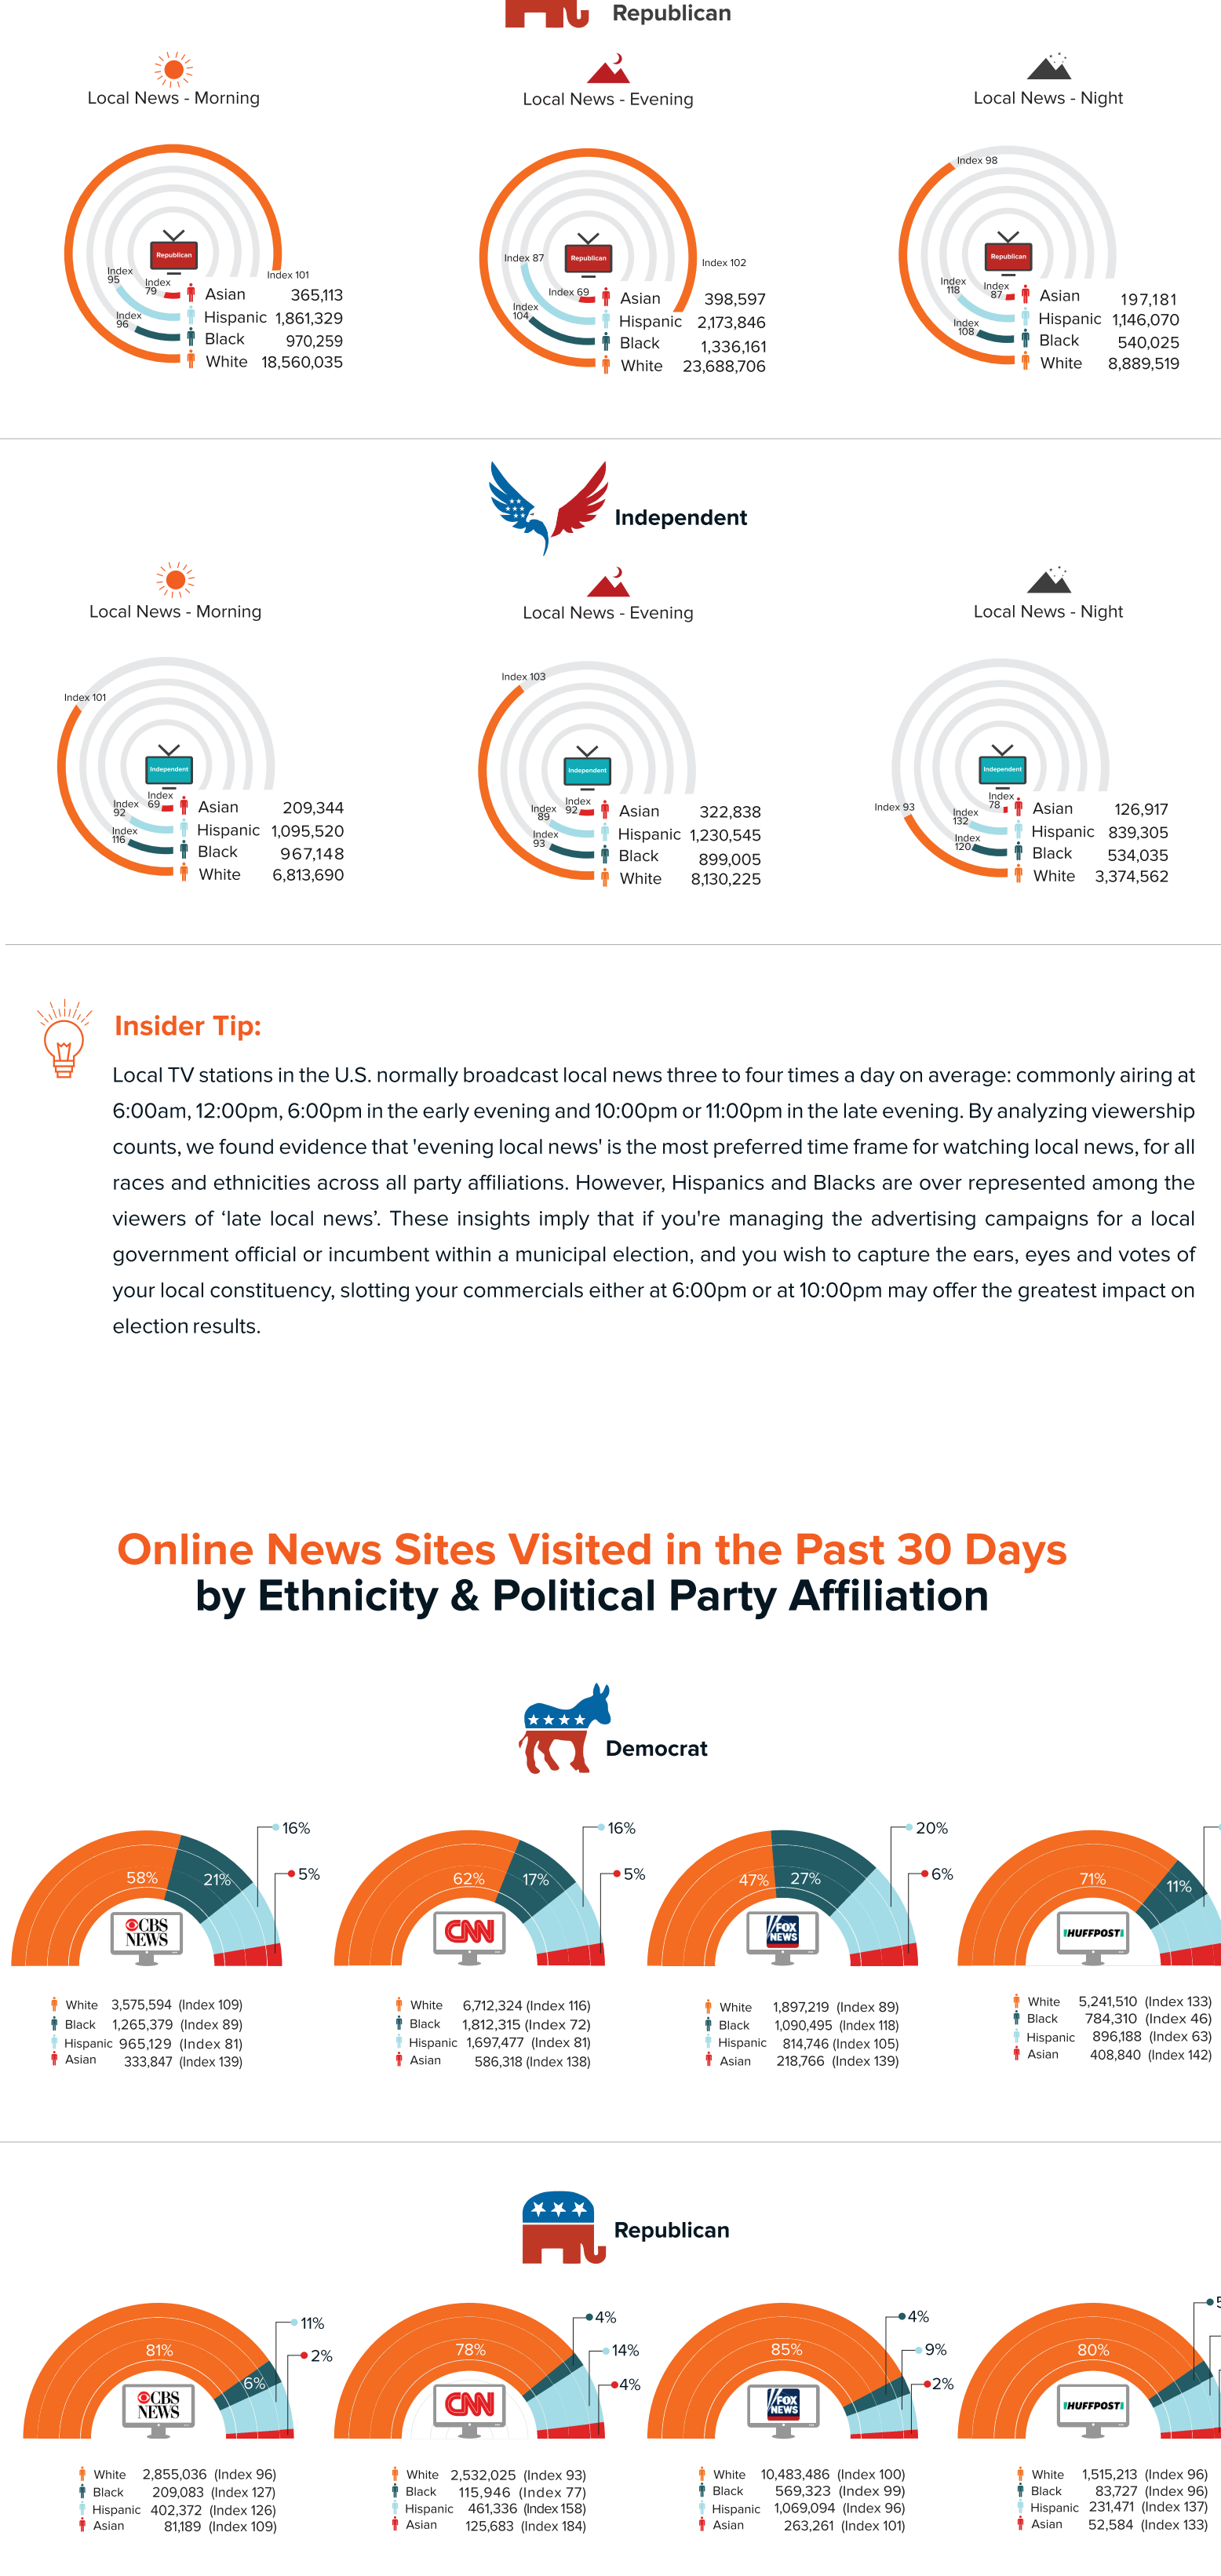 Republican
Local News - Morning
Local News - Evening
Local News - Night
Republican
Index 95
Index 79
Index 96
Index 101
Asian 365,113
Hispanic 1,861,329
Black 970,259
White 18,560,035
Republican
Index 87
Index 69
Index 104
Index 102
Asian 398,597
Hispanic 2,173,846
Black 1,336,161
White 23,688,706
Republican
Index 98
Index 118
Index 87
Index 108
Asian 197,181
Hispanic 1,146,070
Black 540,025
White 8,889,519
Independent
Local News - Morning
Local News - Evening
Local News - Night
Index 101
Independent
Index 69
Index 92
Index 116
Asian 209,344
Hispanic 1,095,520
Black 967,148
White 6,813,690
Index 103
Independent
Index 92
Index 89
Index 93
Asian 322,838
Hispanic 1,230,545
Black 899,005
White 8,130,225
Index 93
Independent
Index 78
Index 132
Index 120
Asian 126,917
Hispanic 839,305
Black 534,035
White 3,374,562
Insider Tip:
Local TV stations in the U.S. normally broadcast local news three to four times a day on average: commonly airing at
6:00am, 12:00pm, 6:00pm in the early evening and 10:00pm or 11:00pm in the late evening. By analyzing viewership
counts, we found evidence that 'evening local news' is the most preferred time frame for watching local news, for all
races and ethnicities across all party affiliations. However, Hispanics and Blacks are over represented among the
viewers of ‘late local news’. These insights imply that if you're managing the advertising campaigns for a local
government official or incumbent within a municipal election, and you wish to capture the ears, eyes and votes of
your local constituency, slotting your commercials either at 6:00pm or at 10:00pm may offer the greatest impact on
election results.
Online News Sites Visited in the Past 30 Days
by Ethnicity & Political Party Affiliation
Democrat
58%
21%
16%
5%
CBS NEWS
White 3,575,594 (Index 109)
Black 1,265,379 (Index 89)
Hispanic 965,129 (Index 81)
Asian 333,847 (Index 139)
62%
17%
16%
5%
CNN
White 6,712,324 (Index 116)
Black 1,812,315 (Index 72)
Hispanic 1,697,477 (Index 81)
Asian 586,318 (Index 138)
47%
27%
20%
6%
FOX NEWS
White 1,897,219 (Index 89)
Black 1,090,495 (Index 118)
Hispanic 814,746 (Index 105)
Asian 218,766 (Index 139)
71%
11%
HUFFPOST
White 5,241,510 (Index 133)
Black 784,310 (Index 46)
Hispanic 896,188 (Index 63)
Asian 408,840 (Index 142)
Republican
81%
6%
11%
2%
CBS NEWS
White 2,855,036 (Index 96)
Black 209,083 (Index 127)
Hispanic 402,372 (Index 126)
Asian 81,189 (Index 109)
78%
4%
14%
4%
CNN
White 2,532,025 (Index 93)
Black 115,946 (Index 77)
Hispanic 461,336 (Index 158)
Asian 125,683 (Index 184)
85%
4%
9%
2%
FOX NEWS
White 10,483,486 (Index 100)
Black 569,323 (Index 99)
Hispanic 1,069,094 (Index 96)
Asian 263,261 (Index 101)
80%
HUFFPOST
White 1,515,213 (Index 96)
Black 83,727 (Index 96)
Hispanic 231,471 (Index 137)
Asian 52,584 (Index 133)